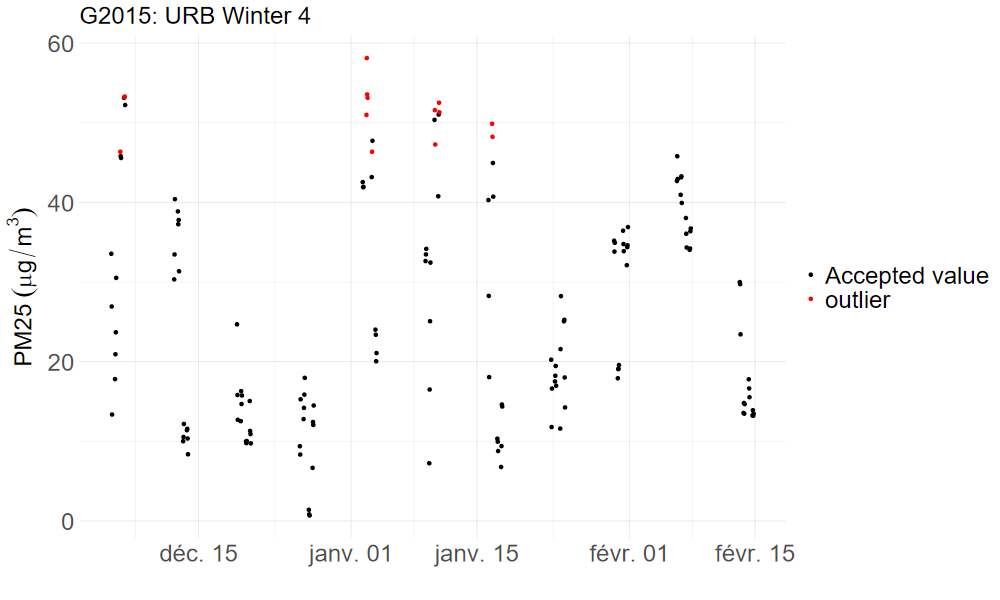 G2015: URB Winter 4
60
40
20
0
PM25 (μg/m³)
déc. 15
janv. 01
janv. 15
févr. 01
févr. 15
Accepted value
outlier